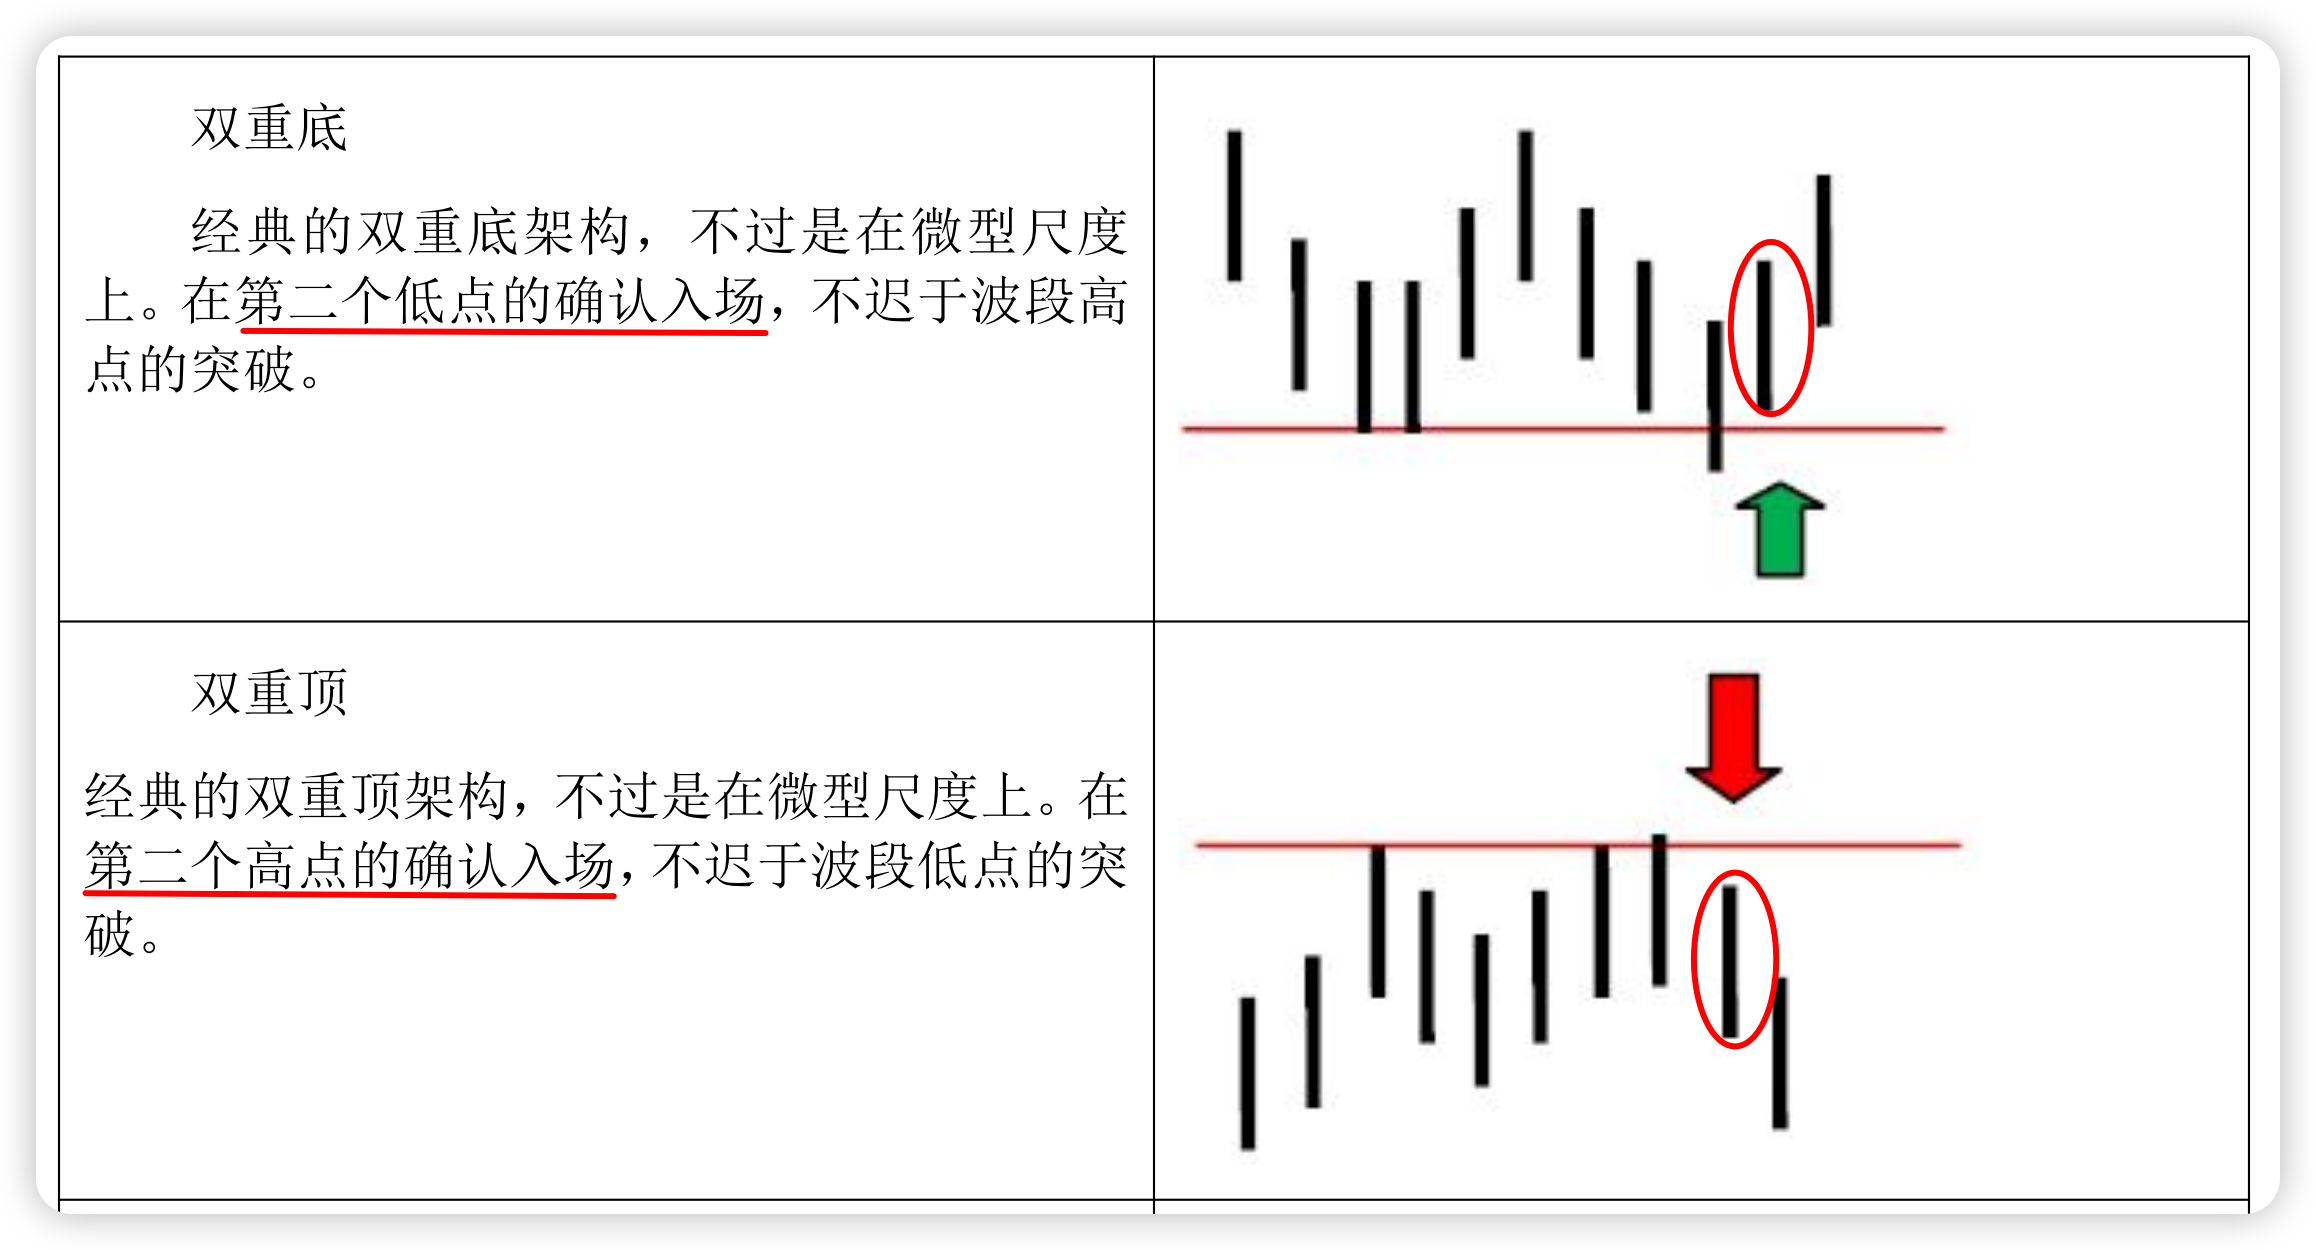 双重底
经典的双重底架构，不过是在微型尺度
上。在第二个低点的确认入场，不迟于波段高
点的突破。
双重顶
经典的双重顶架构，不过是在微型尺度上。在
第二个高点的确认入场，不迟于波段低点的突
破。